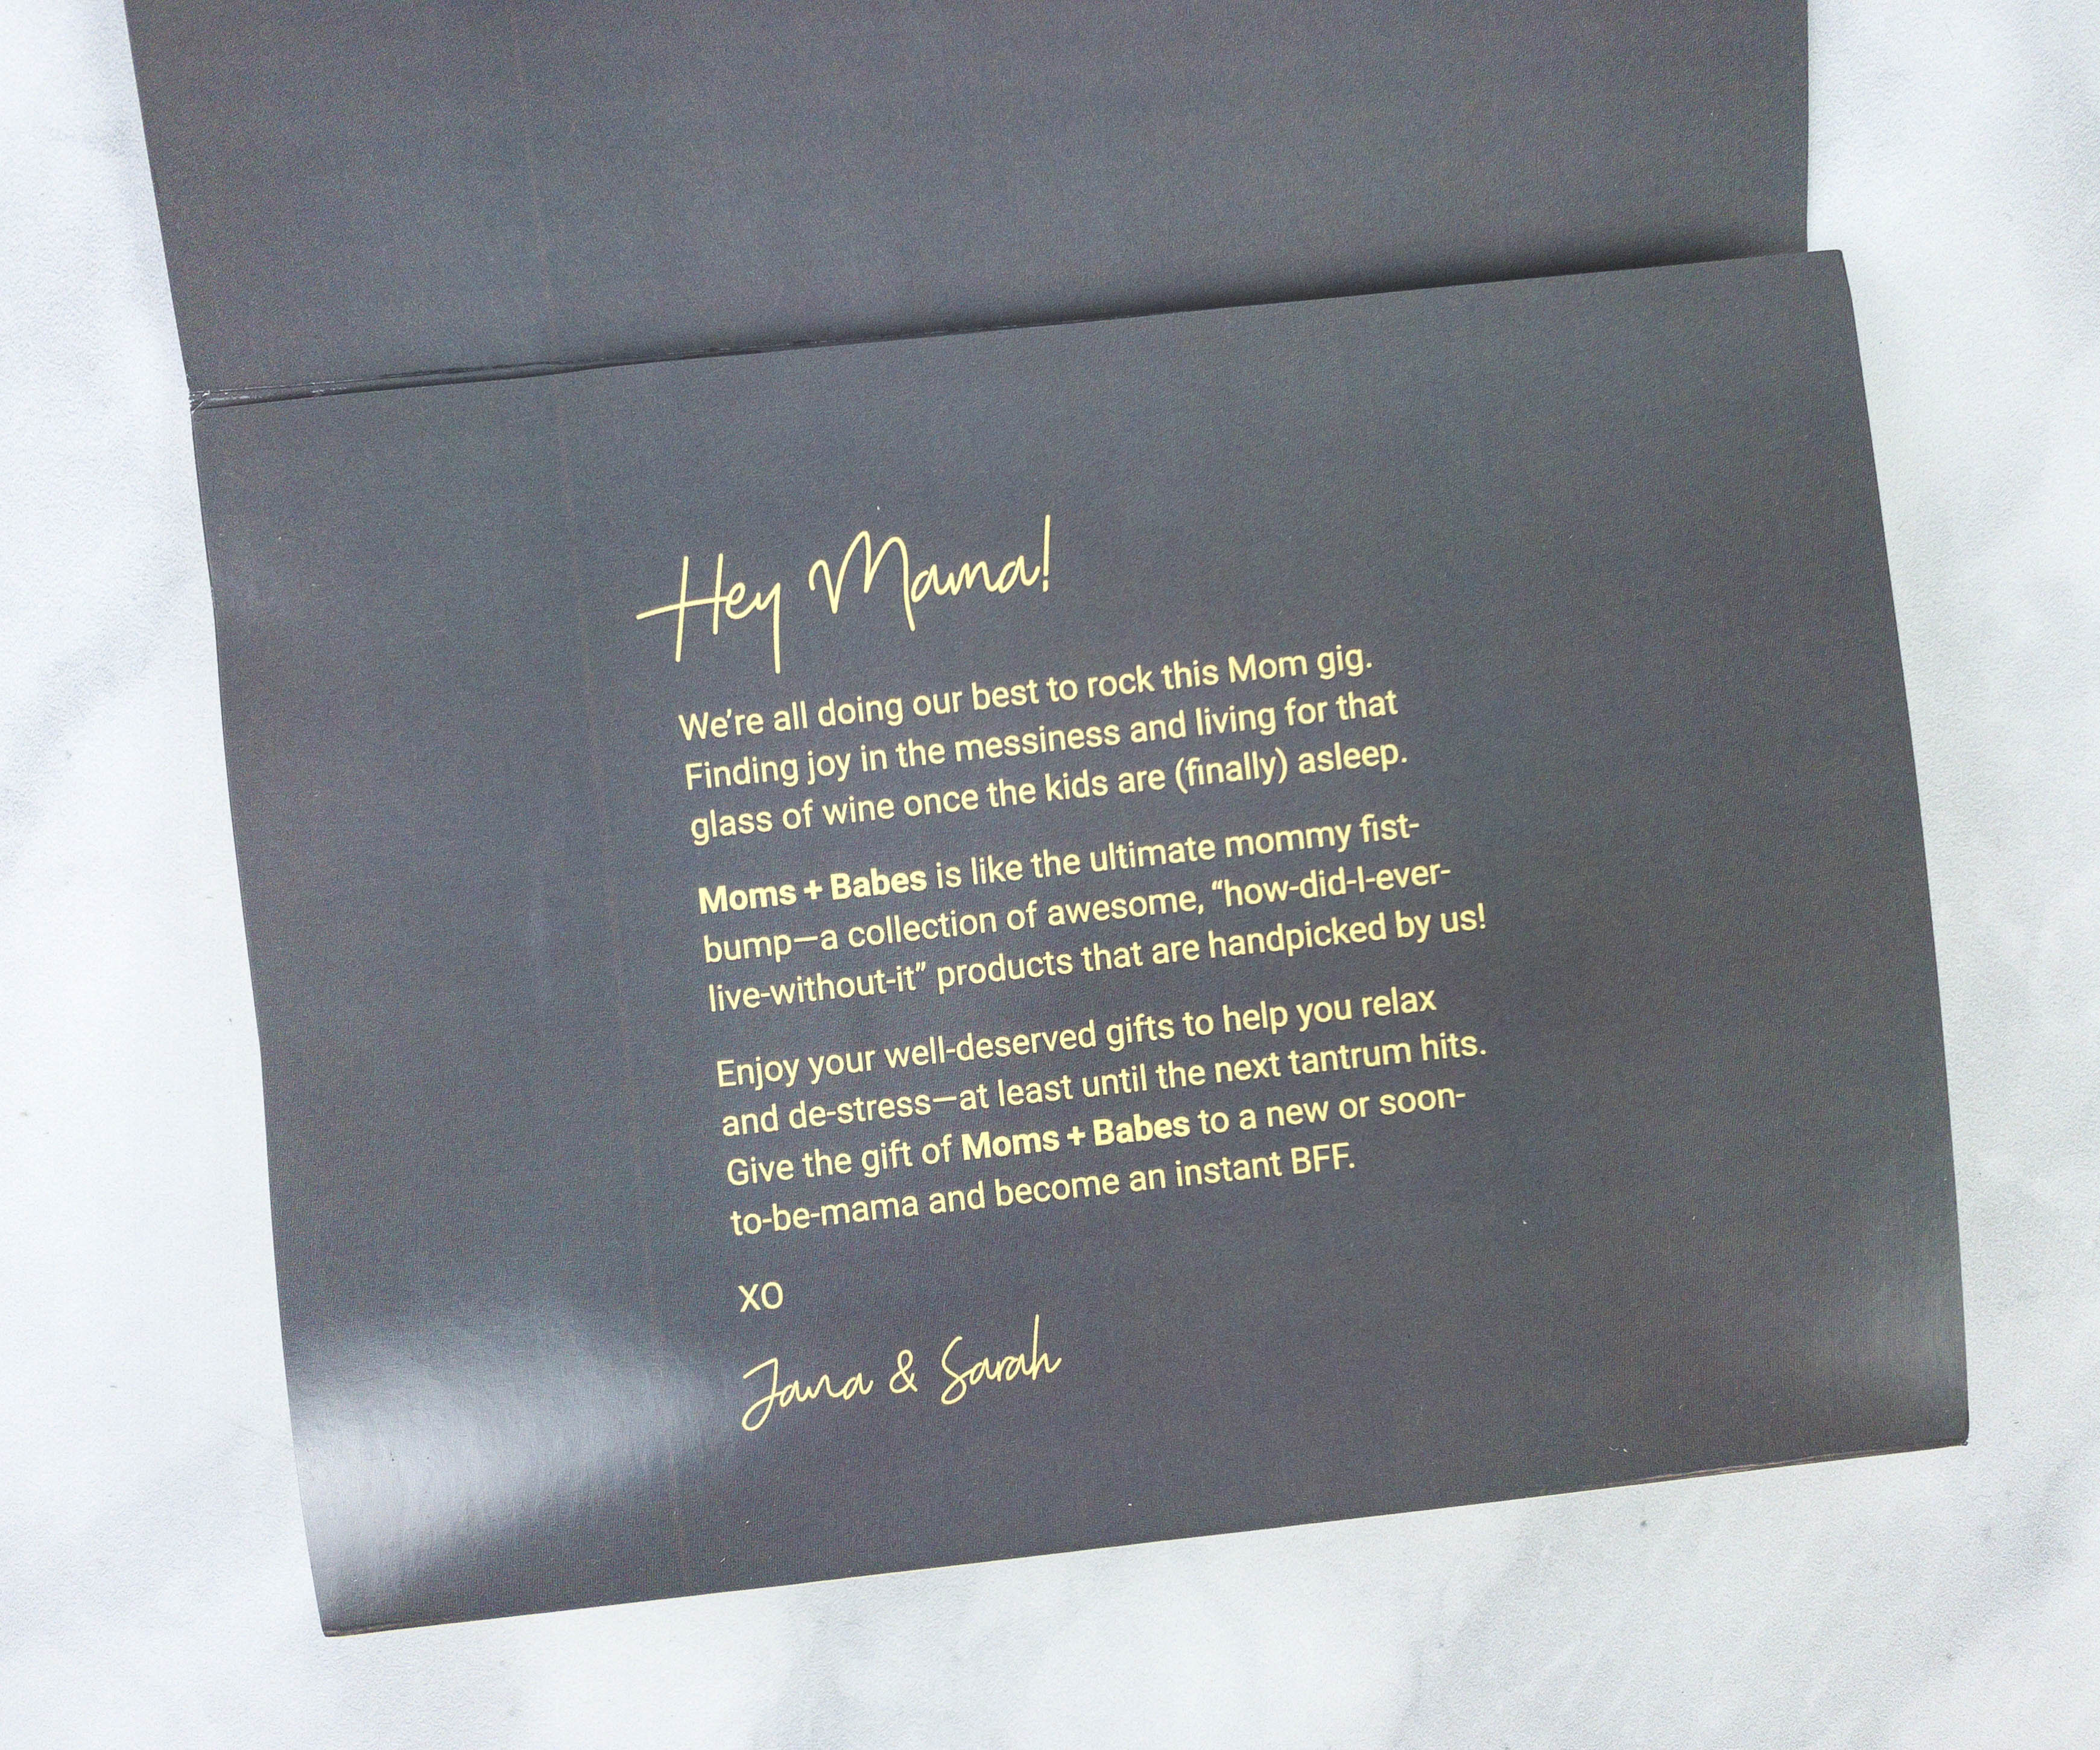 Hey Mama!
We're all doing our best to rock this Mom gig.
Finding joy in the messiness and living for that
glass of wine once the kids are (finally) asleep.
Moms + Babes is like the ultimate mommy fist-
bump—a collection of awesome, “how-did-I-ever-
live-without-it” products that are handpicked by us!
Enjoy your well-deserved gifts to help you relax
and de-stress—at least until the next tantrum hits.
Give the gift of Moms + Babes to a new or soon-
to-be-mama and become an instant BFF.
XO
Jana & Sarah